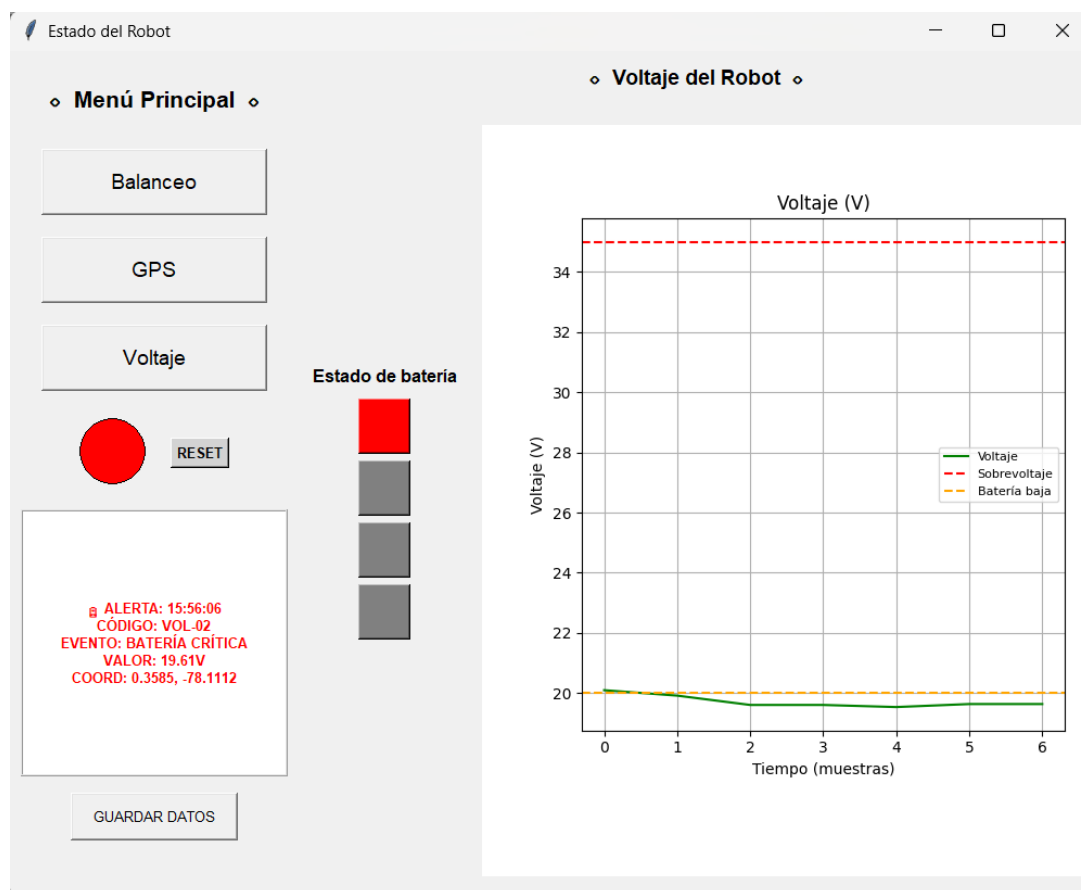 Estado del Robot
Menú Principal
Balanceo
GPS
Voltaje
RESET
ALERTA: 15:56:06
CÓDIGO: VOL-02
EVENTO: BATERÍA CRÍTICA
VALOR: 19.61V
COORD: 0.3585, -78.1112
GUARDAR DATOS
Estado de batería
Voltaje del Robot
Voltaje (V)
Voltaje (V)
34
32
30
28
26
24
22
20
Voltaje
Sobrevoltaje
Batería baja
0 1 2 3 4 5 6
Tiempo (muestras)